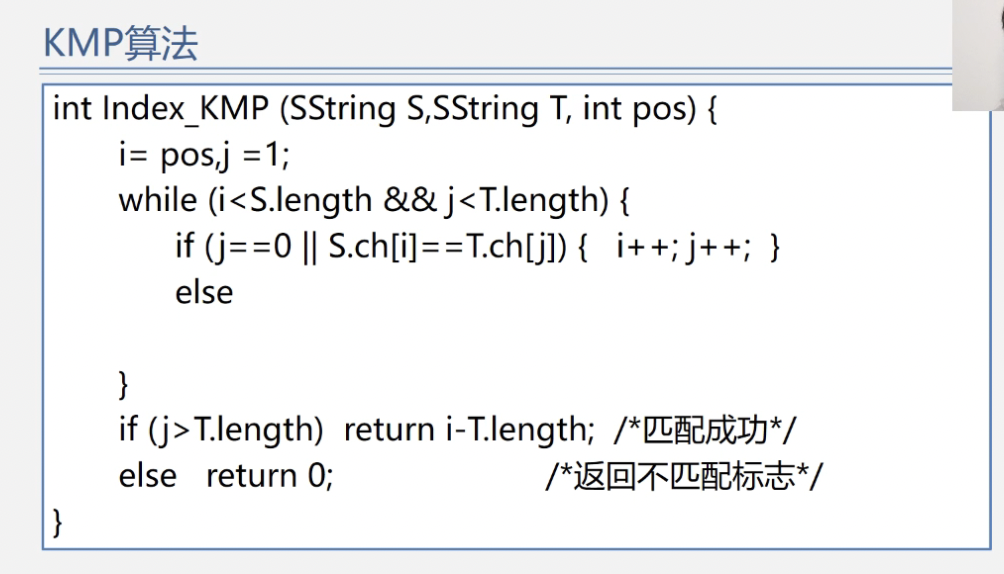 KMP算法
int Index_KMP (SString S,SString T, int pos) {
i= pos,j =1;
while (i<S.length && j<T.length) {
if (j==0 || S.ch[i]==T.ch[j]) { i++; j++; }
else
}
if (j>T.length) return i-T.length; /*匹配成功*/
else return 0; /*返回不匹配标志*/
}